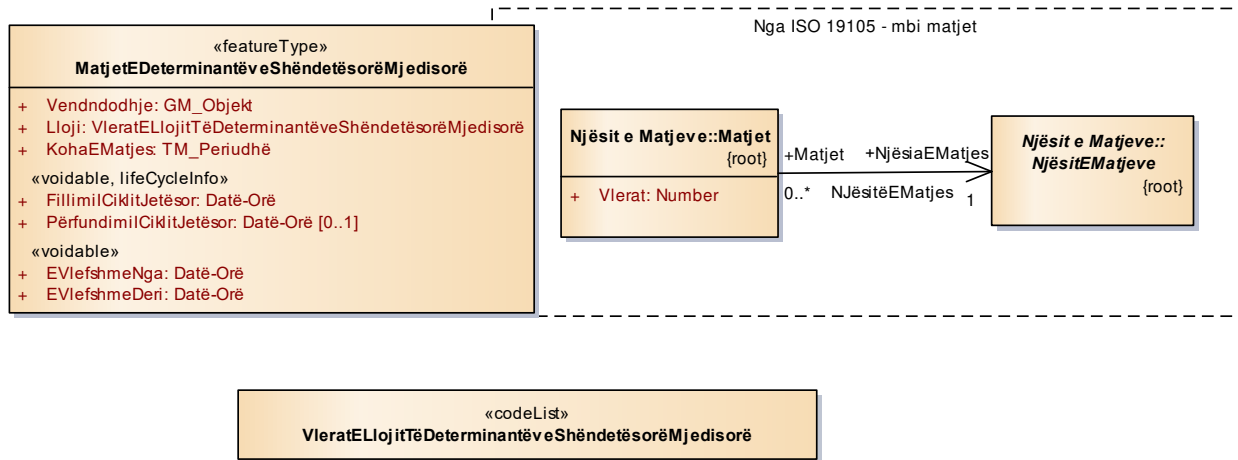 Nga ISO 19105 - mbi matjet
«featureType»
MatjetEDeterminantëveShëndetësorëMjedisorë
+ Vendndodhje: GM_Objekt
+ Lloji: VleratELlojitTëDeterminantëveShëndetësorëMjedisorë
+ KohaEMatjes: TM_Periudhë
«voidable, lifeCycleInfo»
+ FillimiICiklitJetësor: Datë-Orë
+ PërfundimiICiklitJetësor: Datë-Orë [0..1]
«voidable»
+ EVlefshmeNga: Datë-Orë
+ EVlefshmeDeri: Datë-Orë
Njësit e Matjeve::Matjet
{root}
+ Vlerat: Number
+Matjet
+NjësiaEMatjes
0..*
NJësitëEMatjes
1
Njësit e Matjeve::
NjësitEMatjeve
{root}
«codeList»
VleratELlojitTëDeterminantëveShëndetësorëMjedisorë